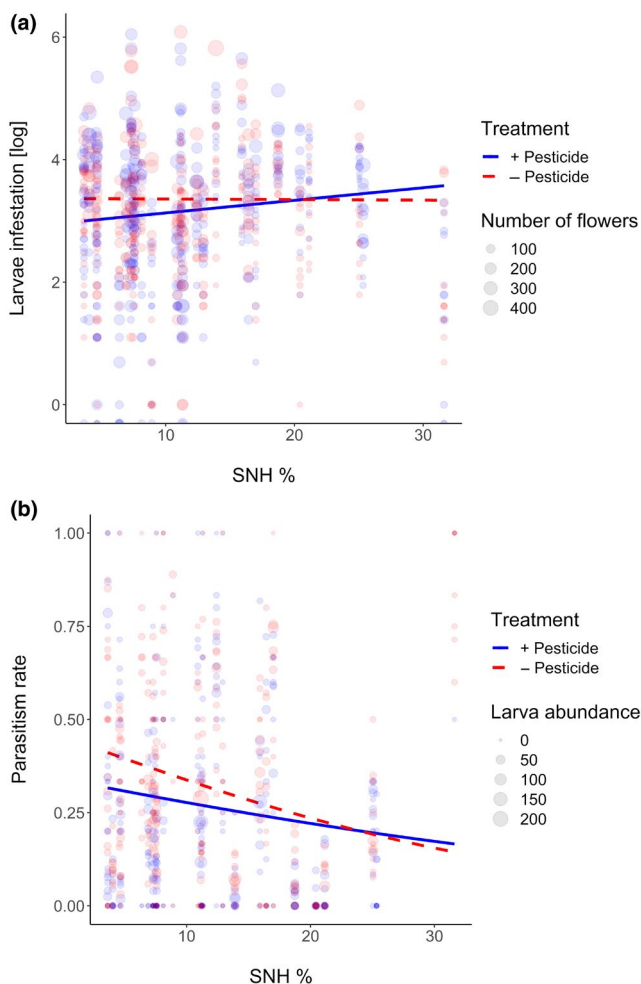 (a)
6
4
2
0
Larvae infestation [log]
10 20 30
SNH %
Treatment
+ Pesticide
– Pesticide
Number of flowers
100
200
300
400
(b)
1.00
0.75
0.50
0.25
0.00
Parasitism rate
10 20 30
SNH %
Treatment
+ Pesticide
– Pesticide
Larva abundance
0
50
100
150
200